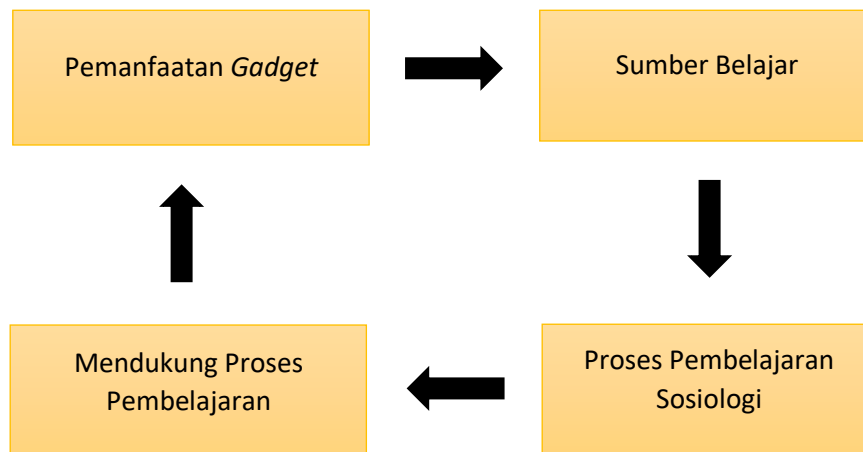 Pemanfaatan Gadget
Sumber Belajar
Mendukung Proses
Pembelajaran
Proses Pembelajaran
Sosiologi